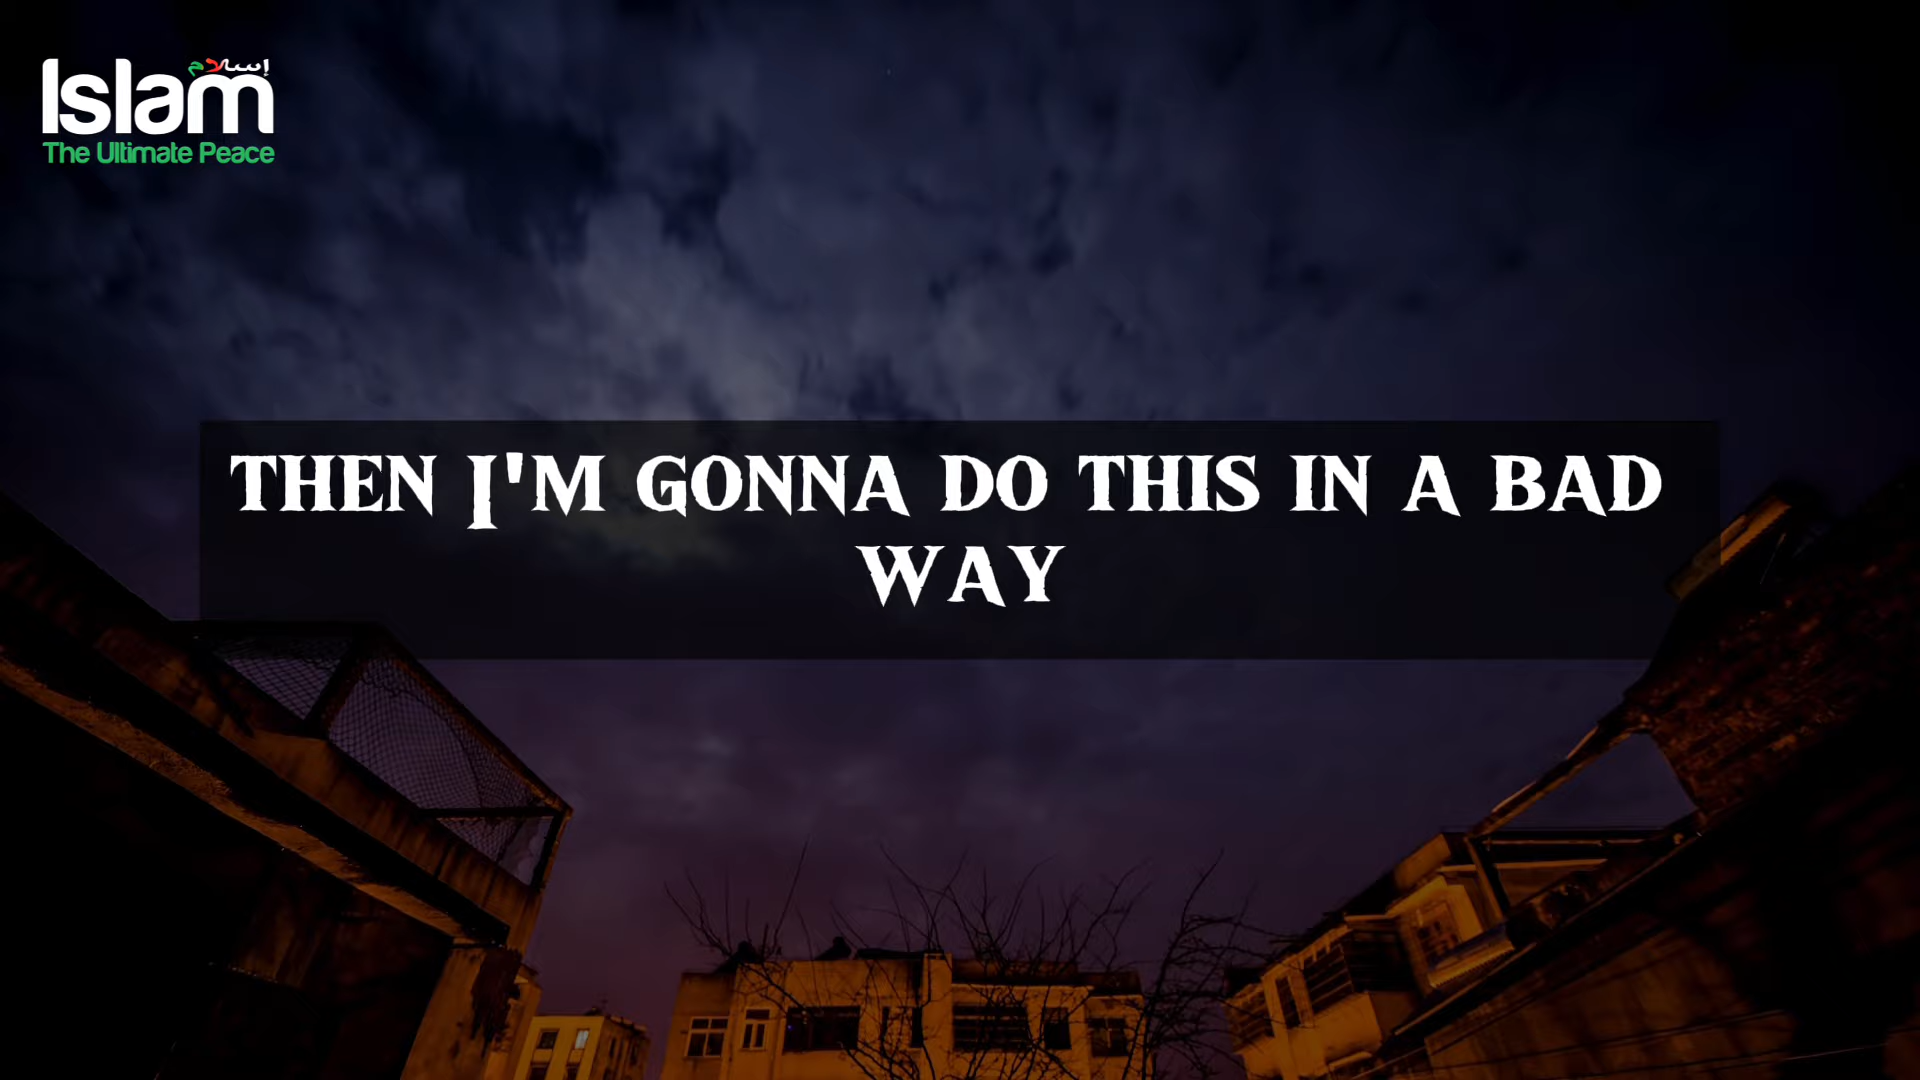 إسلام
Islam
The Ultimate Peace
THEN I'M GONNA DO THIS IN A BAD
WAY